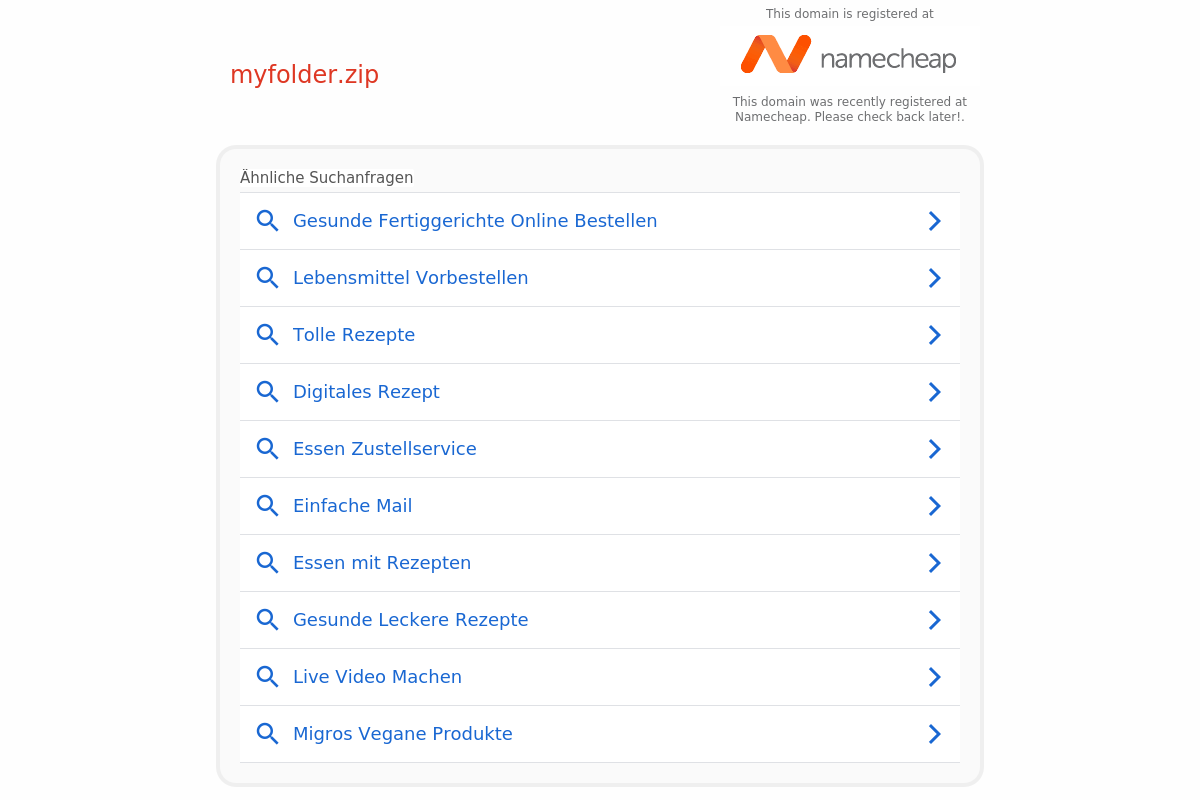 This domain is registered at
namecheap
myfolder.zip
This domain was recently registered at
Namecheap. Please check back later!.
Ähnliche Suchanfragen
Gesunde Fertiggerichte Online Bestellen
Lebensmittel Vorbestellen
Tolle Rezepte
Digitales Rezept
Essen Zustellservice
Einfache Mail
Essen mit Rezepten
Gesunde Leckere Rezepte
Live Video Machen
Migros Vegane Produkte